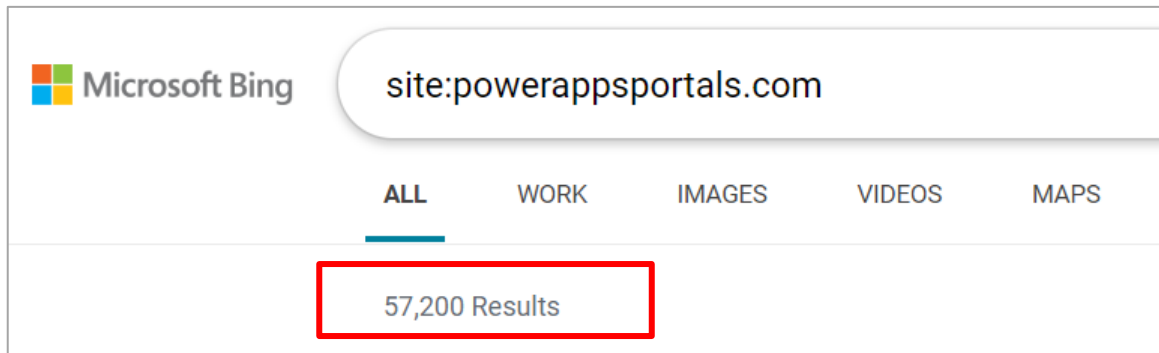 Microsoft Bing
site:powerappsportals.com
ALL WORK IMAGES VIDEOS MAPS
57,200 Results